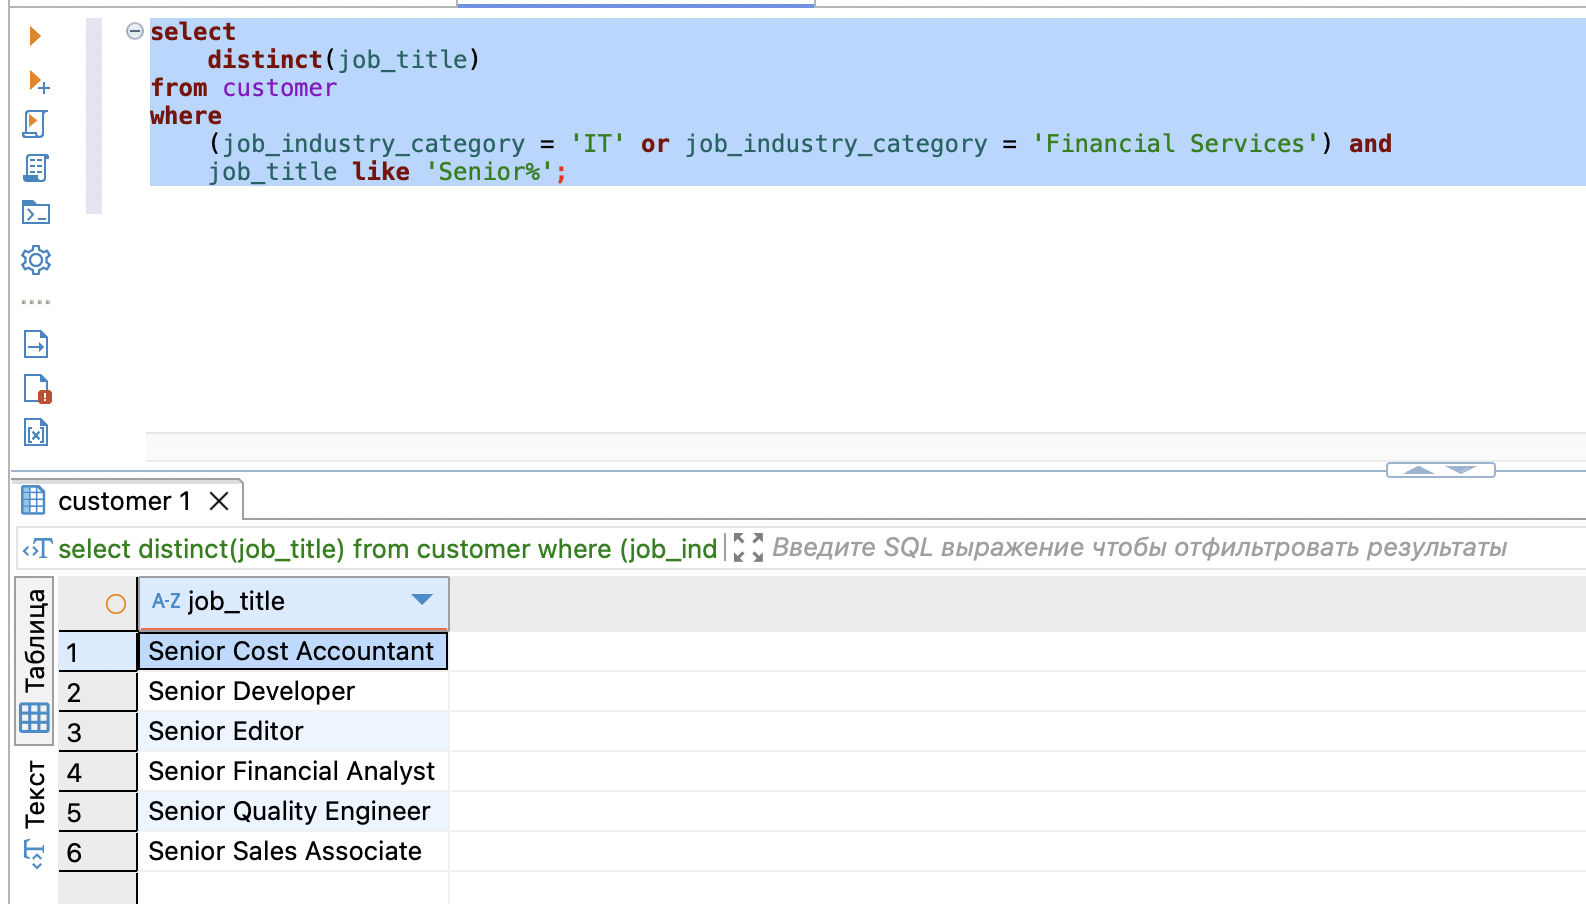 select
distinct(job_title)
from customer
where
(job_industry_category = 'IT' or job_industry_category = 'Financial Services') and
job_title like 'Senior%';
customer 1
select distinct(job_title) from customer where (job_ind
Введите SQL выражение чтобы отфильтровать результаты
Таблица
Текст
A-Z job_title
1 Senior Cost Accountant
2 Senior Developer
3 Senior Editor
4 Senior Financial Analyst
5 Senior Quality Engineer
6 Senior Sales Associate